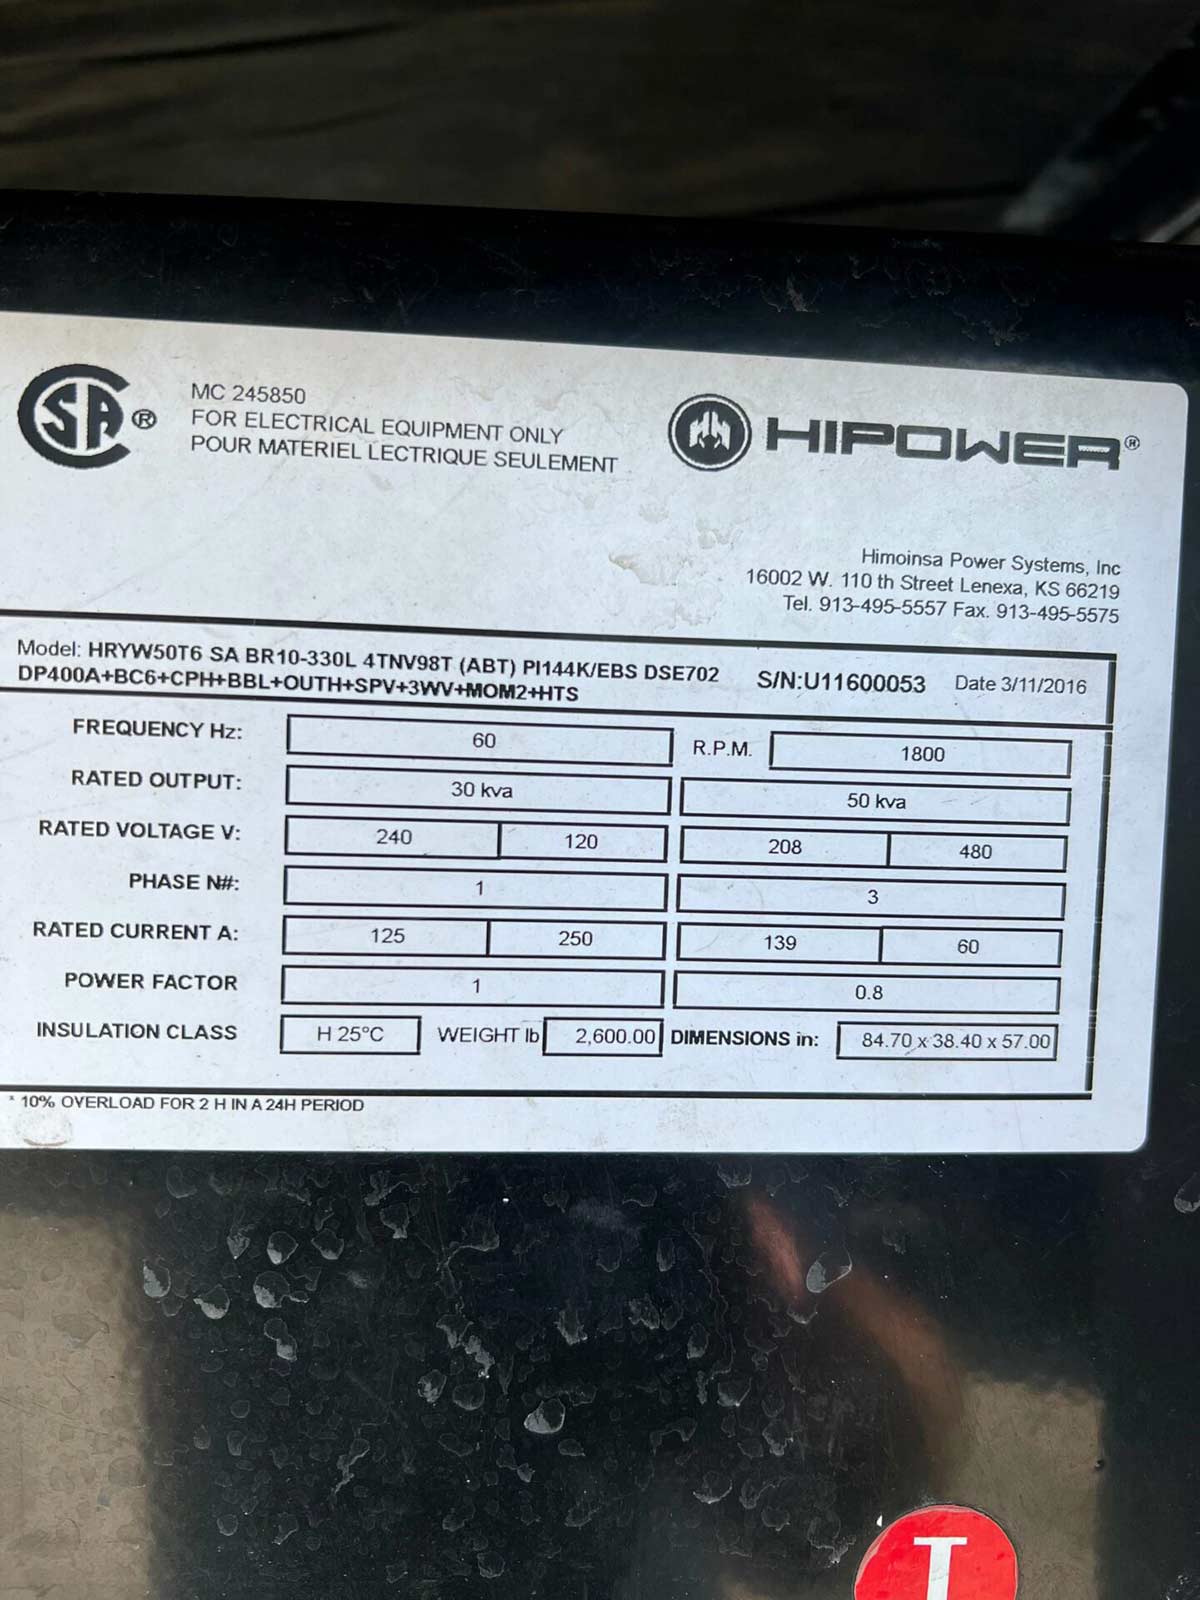 SA ®
MC 245850
FOR ELECTRICAL EQUIPMENT ONLY
POUR MATERIEL LECTRIQUE SEULEMENT
HIPOWER®
Himoinsa Power Systems, Inc
16002 W. 110 th Street Lenexa, KS 66219
Tel. 913-495-5557 Fax. 913-495-5575
Model: HRYW50T6 SA BR10-330L 4TNV98T (ABT) PI144K/EBS DSE702
DP400A+BC6+CPH+BBL+OUTH+SPV+3WV+MOM2+HTS
S/N:U11600053 Date 3/11/2016
FREQUENCY Hz: 60 R.P.M. 1800
RATED OUTPUT: 30 kva 50 kva
RATED VOLTAGE V: 240 120 208 480
PHASE N#: 1 3
RATED CURRENT A: 125 250 139 60
POWER FACTOR 1 0.8
INSULATION CLASS H 25°C WEIGHT lb 2,600.00 DIMENSIONS in: 84.70 x 38.40 x 57.00
* 10% OVERLOAD FOR 2 H IN A 24H PERIOD